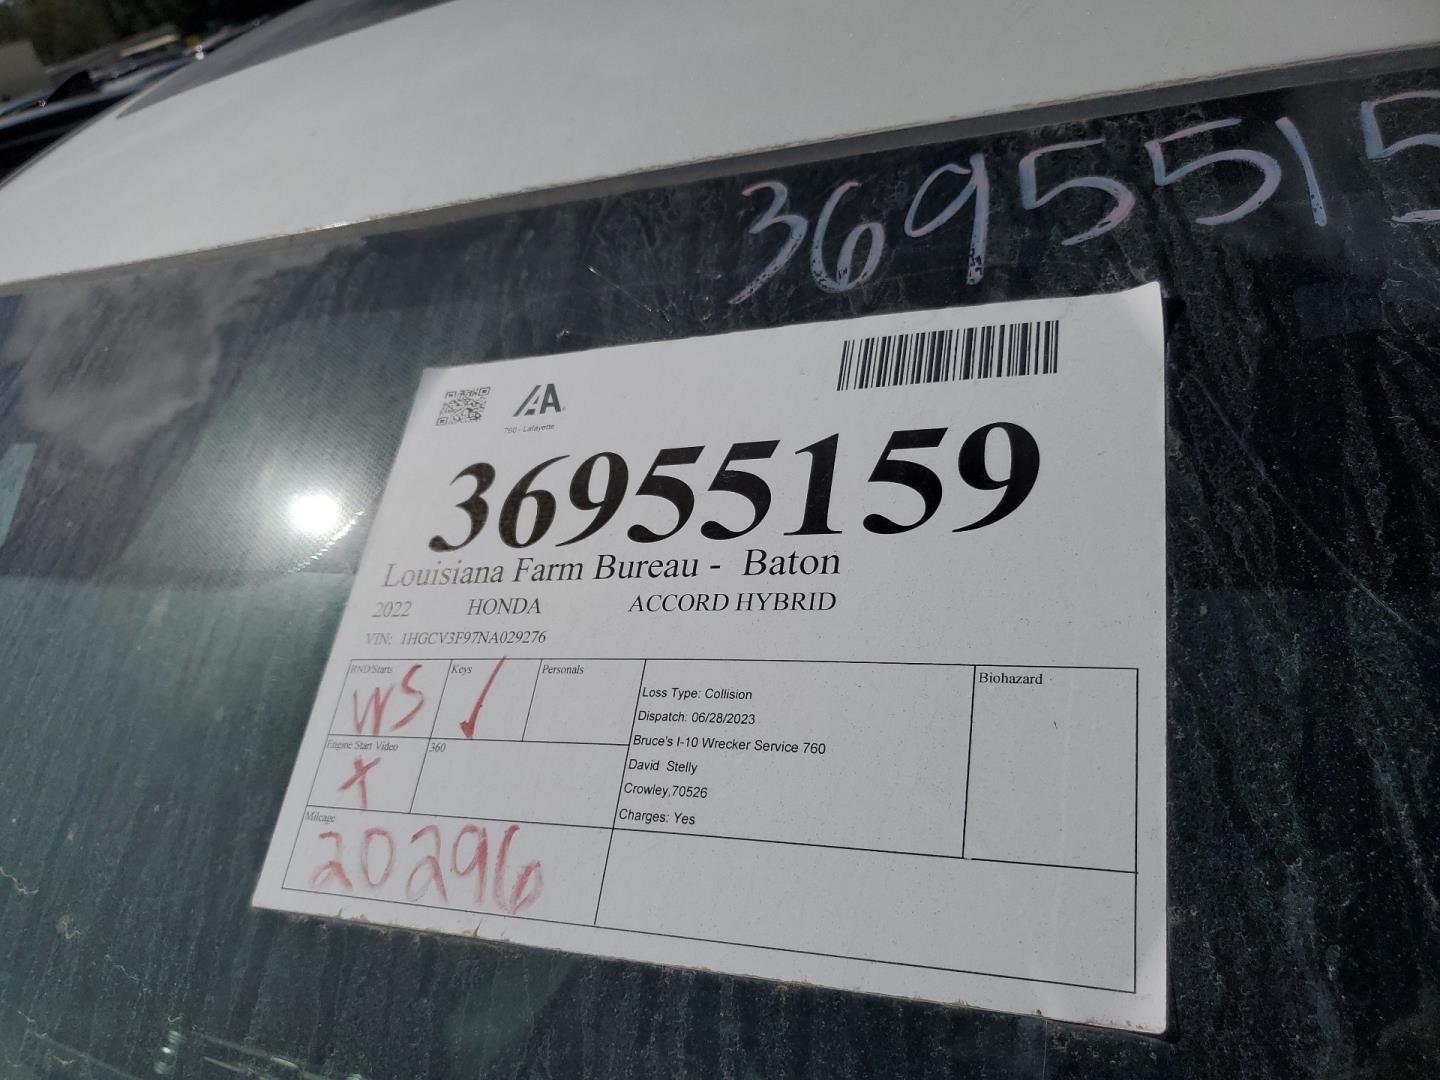 3695515
IAA
760 - Lafayette
36955159
Louisiana Farm Bureau - Baton
2022 HONDA ACCORD HYBRID
VIN: 1HGCV3F97NA029276
RND/Starts Keys Personals
WS ✓
Engine Start Video 360
X
Mileage
20296
Loss Type: Collision
Dispatch: 06/28/2023
Bruce's I-10 Wrecker Service 760
David Stelly
Crowley,70526
Charges: Yes
Biohazard